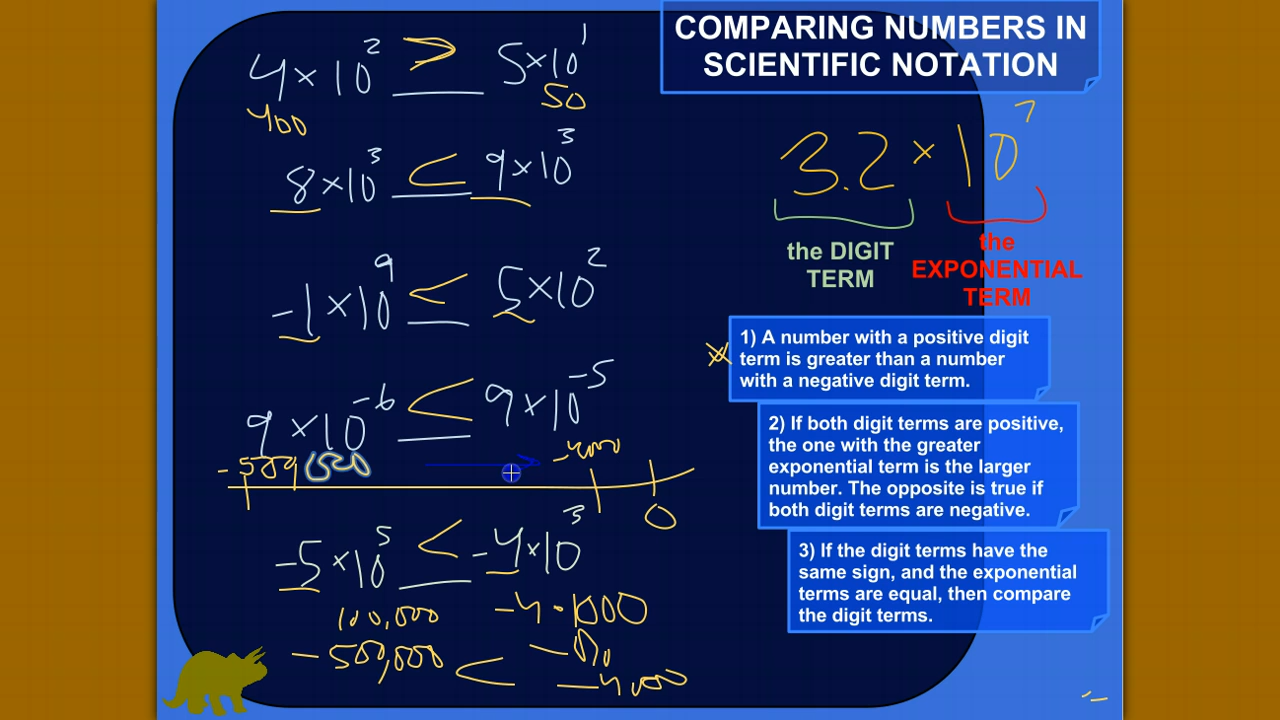 COMPARING NUMBERS IN
SCIENTIFIC NOTATION
4×10² > 5×10¹
400 50
8×10³ < 9×10³
-1×10⁹ < 5×10²
9×10⁻⁶ < 9×10⁻⁵
-4000
0
-5×10⁵ < -4×10³
100,000 -4·1000
-500,000 < -4000
3.2×10⁷
the DIGIT
TERM
the
EXPONENTIAL
TERM
1) A number with a positive digit
term is greater than a number
with a negative digit term.
2) If both digit terms are positive,
the one with the greater
exponential term is the larger
number. The opposite is true if
both digit terms are negative.
3) If the digit terms have the
same sign, and the exponential
terms are equal, then compare
the digit terms.